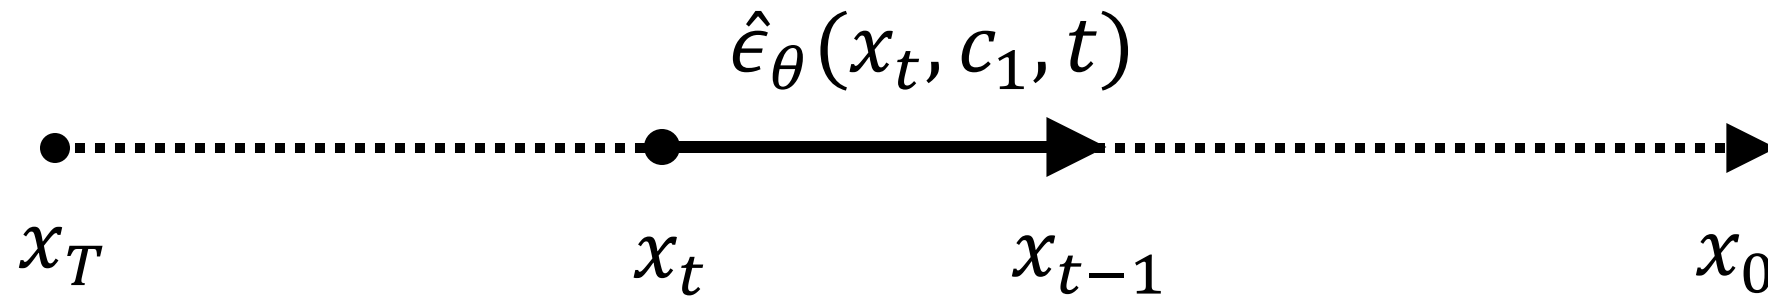 ϵ̂_θ(x_t, c_1, t)
x_T x_t x_{t−1} x_0